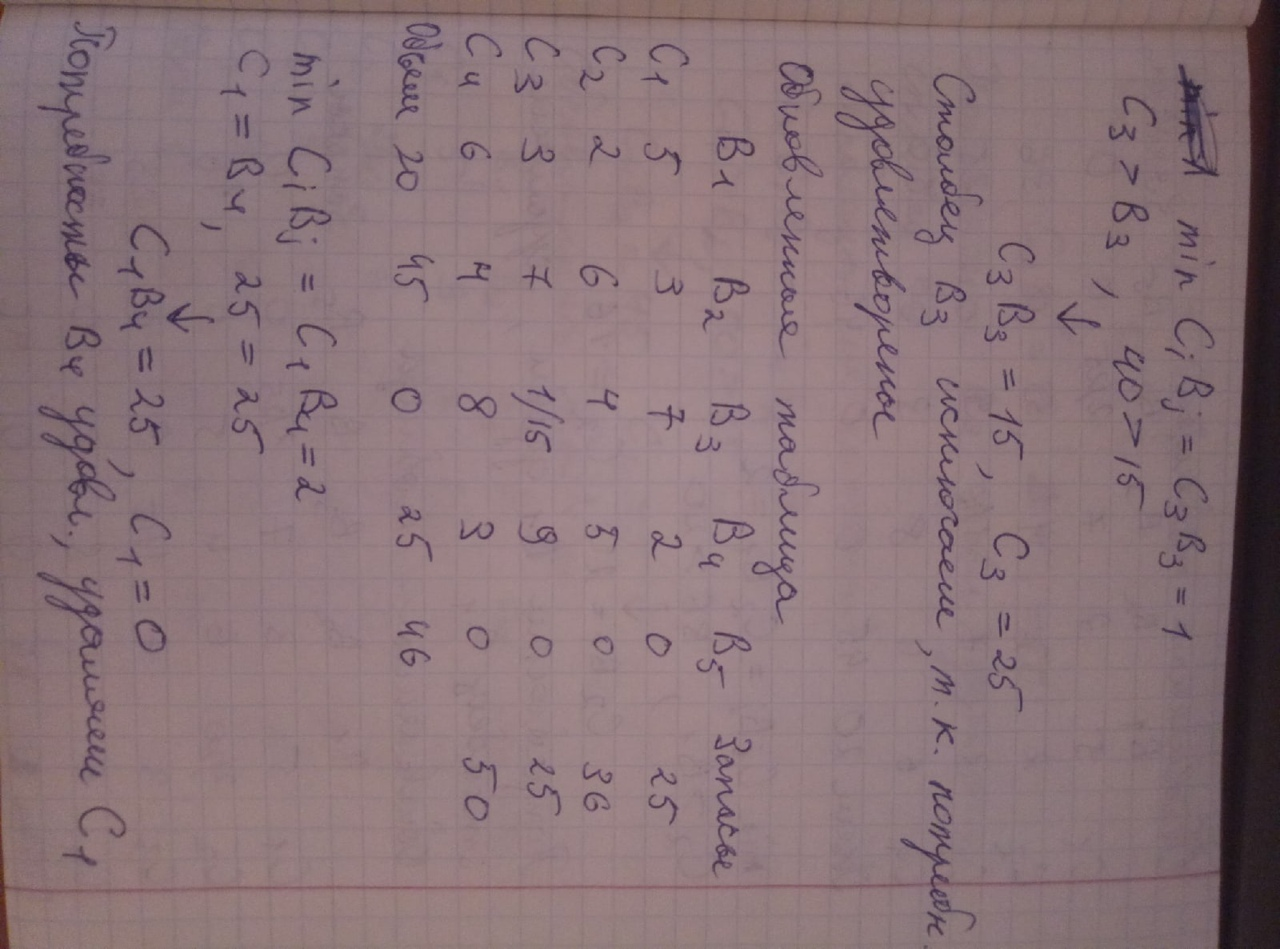 min CiBj = C3B3 = 1
C3 > B3, 40 > 15
↓
C3B3 = 15, C3 = 25
Столбец B3 исключаем, т.к. потребн.
удовлетворены
Обновленная таблица
B1 B2 B3 B4 B5 Запасы
C1 5 3 7 2 0 25
C2 2 6 4 5 0 36
C3 3 7 1/15 9 0 25
C4 6 4 8 3 0 50
Объем 20 45 0 25 46
min CiBj = C1B4 = 2
C1 = B4, 25 = 25
↓
C1B4 = 25, C1 = 0
Потребности B4 удовл., удаляем C1